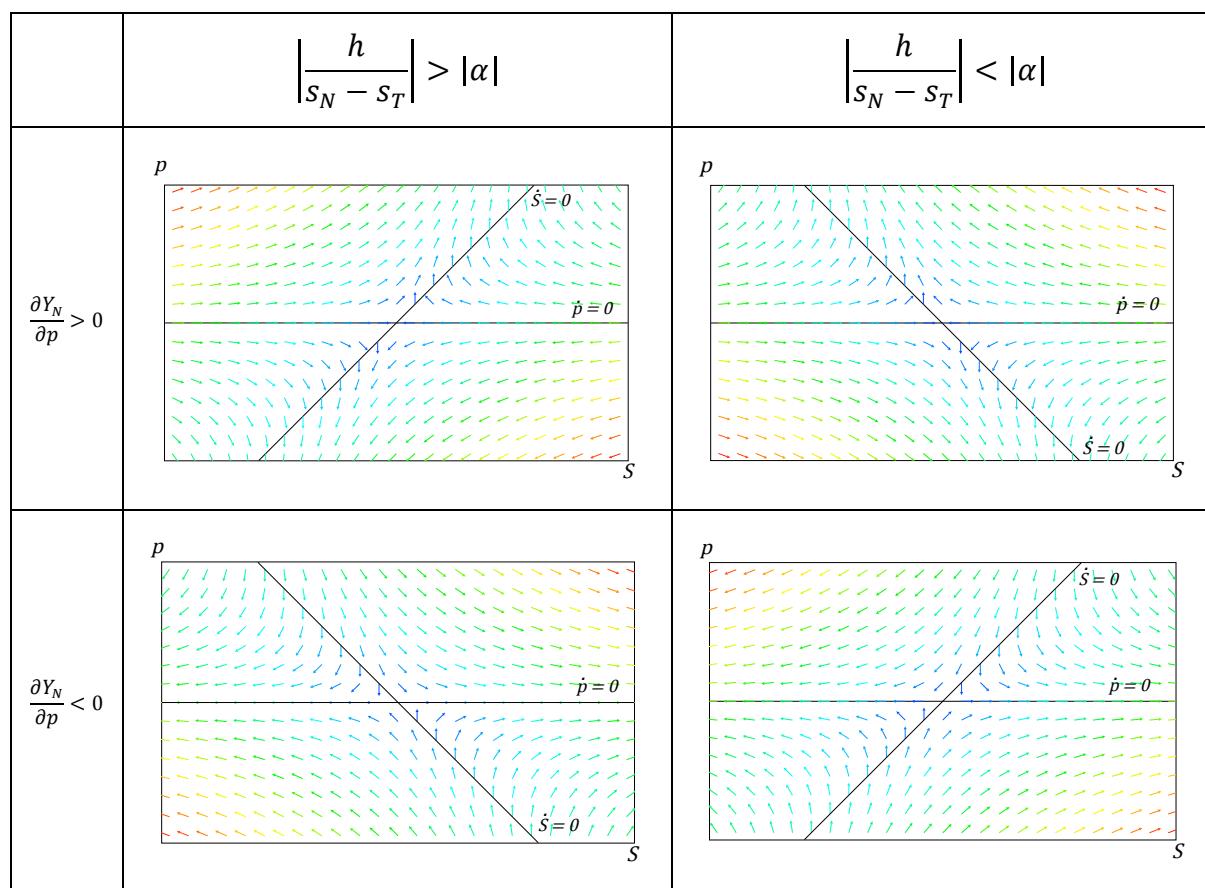 |h / (s_N − s_T)| > |α|
|h / (s_N − s_T)| < |α|
∂Y_N / ∂p > 0
p
Ṡ = 0
ṗ = 0
S
p
ṗ = 0
Ṡ = 0
S
∂Y_N / ∂p < 0
p
ṗ = 0
Ṡ = 0
S
p
Ṡ = 0
ṗ = 0
S